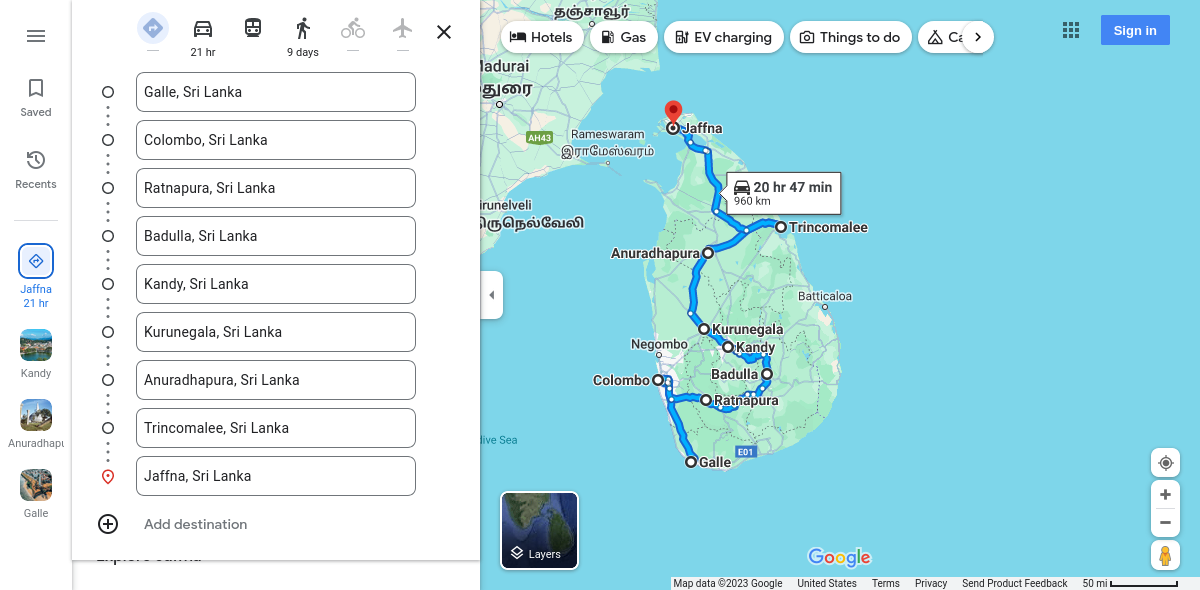 21 hr
9 days
Saved
Recents
Jaffna
21 hr
Kandy
Anuradhapu
Galle
Galle, Sri Lanka
Colombo, Sri Lanka
Ratnapura, Sri Lanka
Badulla, Sri Lanka
Kandy, Sri Lanka
Kurunegala, Sri Lanka
Anuradhapura, Sri Lanka
Trincomalee, Sri Lanka
Jaffna, Sri Lanka
Add destination
Hotels
Gas
EV charging
Things to do
Ca
Sign in
தஞ்சாவூர்
AH43
Rameswaram
இராமேஸ்வரம்
Jaffna
20 hr 47 min
960 km
Trincomalee
Anuradhapura
Batticaloa
Kurunegala
Negombo
Kandy
Badulla
Colombo
Ratnapura
E01
Galle
Layers
Google
Map data ©2023 Google
United States
Terms
Privacy
Send Product Feedback
50 mi